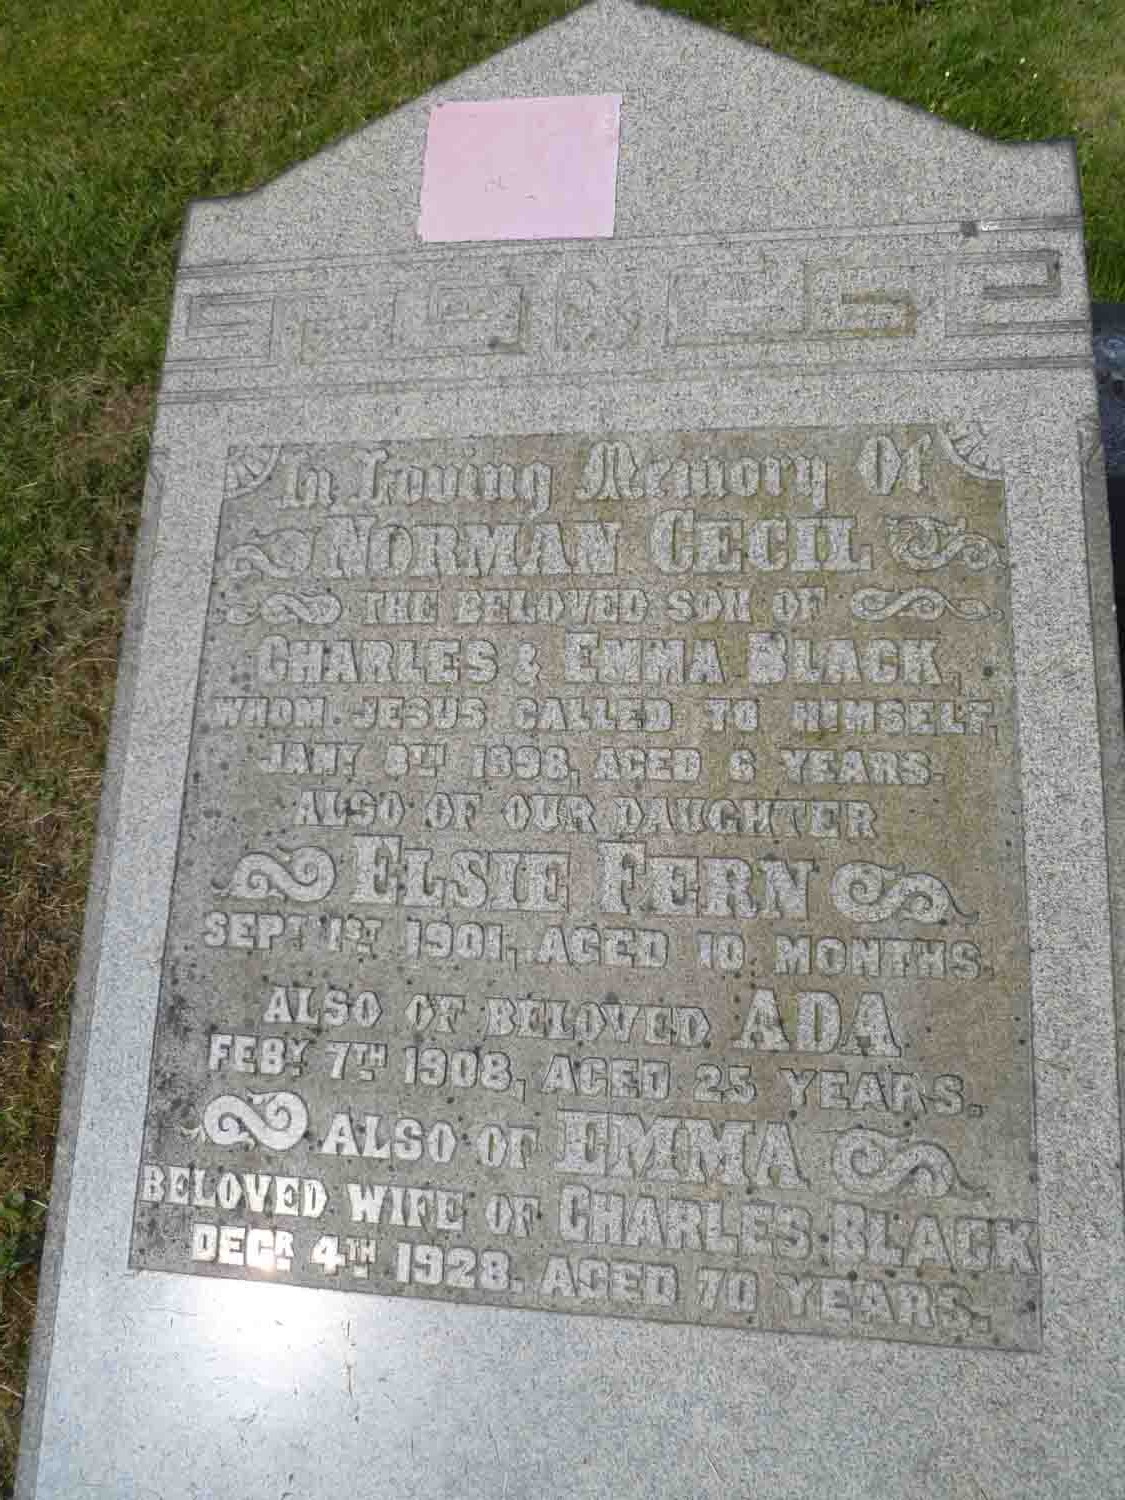 In Loving Memory Of
NORMAN CECIL
THE BELOVED SON OF
CHARLES & EMMA BLACK,
WHOM JESUS CALLED TO HIMSELF,
JANY 8TH 1898, AGED 6 YEARS.
ALSO OF OUR DAUGHTER
ELSIE FERN
SEPT 1ST 1901, AGED 10 MONTHS.
ALSO OF BELOVED ADA
FEBY 7TH 1908, AGED 25 YEARS.
ALSO OF EMMA
BELOVED WIFE OF CHARLES BLACK
DECR 4TH 1928. AGED 70 YEARS.